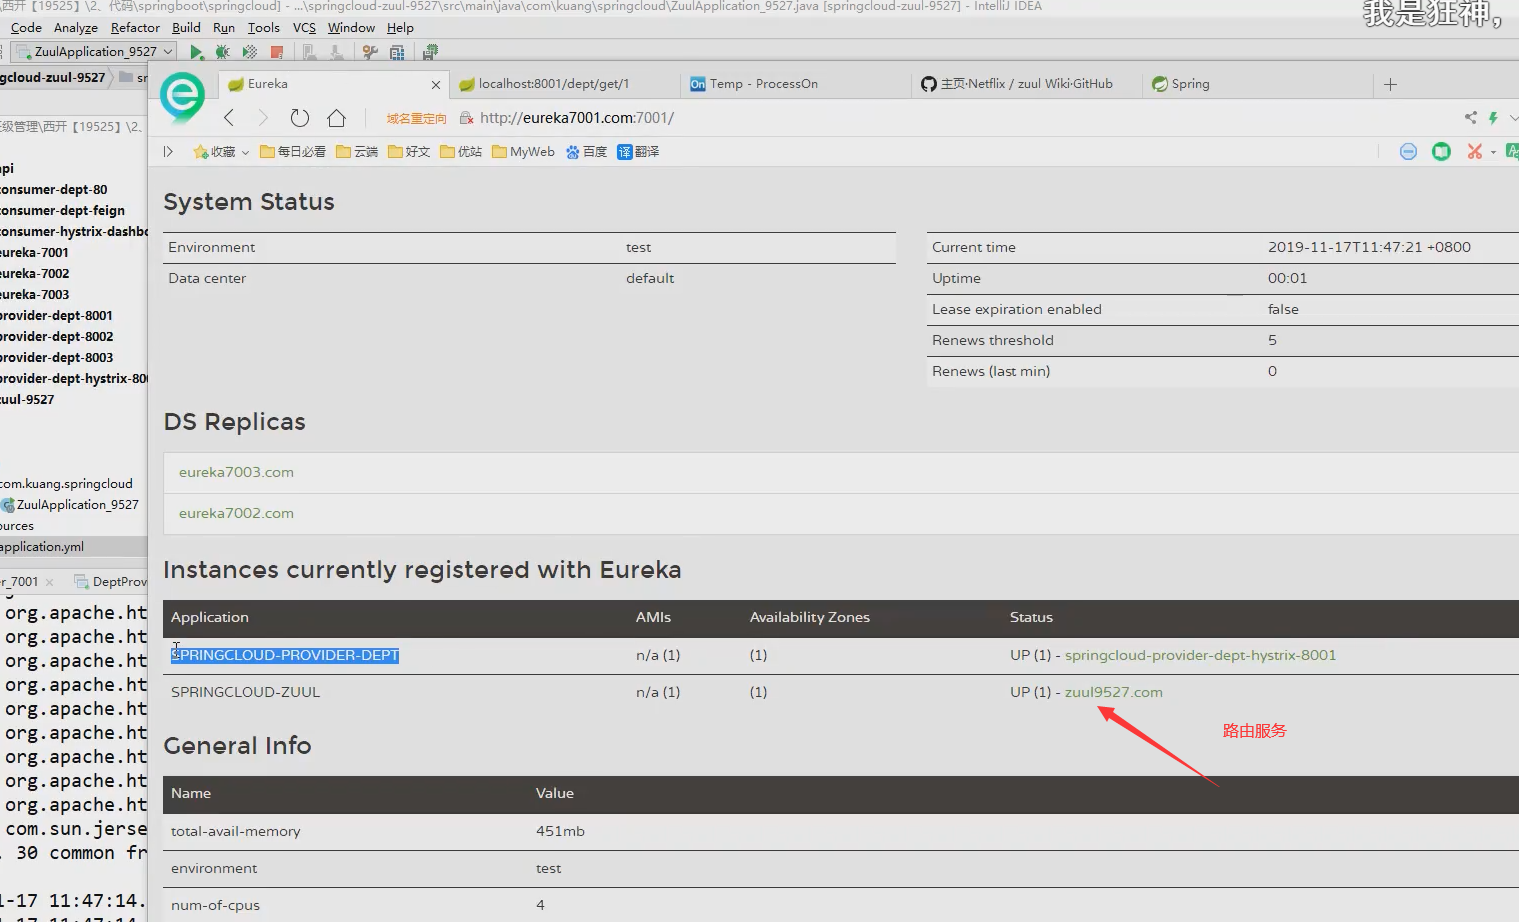 西开【19525】\2、代码\springboot\springcloud] - ...\springcloud-zuul-9527\src\main\java\com\kuang\springcloud\ZuulApplication_9527.java [springcloud-zuul-9527] - IntelliJ IDEA
我是狂神,
Code Analyze Refactor Build Run Tools VCS Window Help
ZuulApplication_9527
gcloud-zuul-9527 sr
Eureka
localhost:8001/dept/get/1
On Temp - ProcessOn
主页·Netflix / zuul Wiki·GitHub
Spring
域名重定向 http://eureka7001.com:7001/
级管理\西开【19525】\2、
收藏 每日必看 云端 好文 优站 MyWeb 百度 译 翻译
api
consumer-dept-80
consumer-dept-feign
consumer-hystrix-dashbo
eureka-7001
eureka-7002
eureka-7003
provider-dept-8001
provider-dept-8002
provider-dept-8003
provider-dept-hystrix-800
zuul-9527
com.kuang.springcloud
ZuulApplication_9527
ources
application.yml
r_7001 DeptProv
org.apache.ht
org.apache.ht
org.apache.ht
org.apache.ht
org.apache.ht
org.apache.ht
org.apache.ht
org.apache.ht
org.apache.ht
com.sun.jerse
. 30 common fr
1-17 11:47:14.
1-17 11:47:14
System Status
Environment test
Data center default
Current time 2019-11-17T11:47:21 +0800
Uptime 00:01
Lease expiration enabled false
Renews threshold 5
Renews (last min) 0
DS Replicas
eureka7003.com
eureka7002.com
Instances currently registered with Eureka
Application AMIs Availability Zones Status
SPRINGCLOUD-PROVIDER-DEPT n/a (1) (1) UP (1) - springcloud-provider-dept-hystrix-8001
SPRINGCLOUD-ZUUL n/a (1) (1) UP (1) - zuul9527.com
路由服务
General Info
Name Value
total-avail-memory 451mb
environment test
num-of-cpus 4